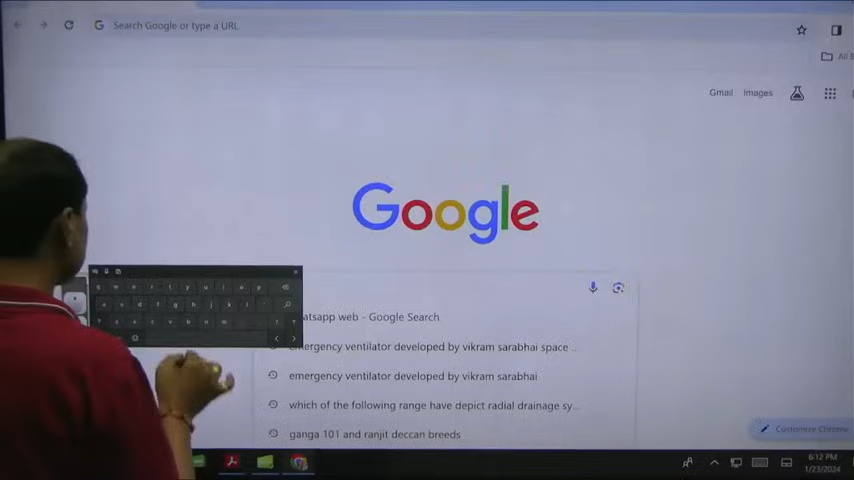 Search Google or type a URL
All B
Gmail Images
Google
atsapp web - Google Search
emergency ventilator developed by vikram sarabhai space ...
emergency ventilator developed by vikram sarabhai
which of the following range have depict radial drainage sy...
ganga 101 and ranjit deccan breeds
Customize Chrome
6:12 PM
1/23/2024